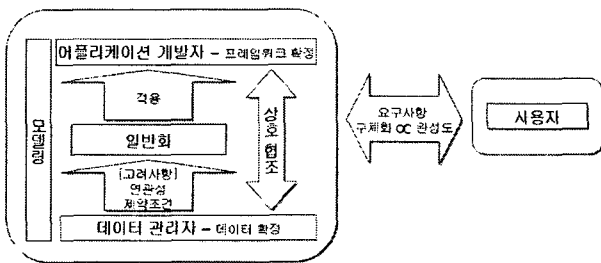 어플리케이션 개발자 - 프레임워크 확정
모델링
적용
일반화
[고려사항]
연관성
제약조건
상호 협조
데이터 관리자 - 데이터 확정
요구사항
구체화 ∝ 완성도
사용자